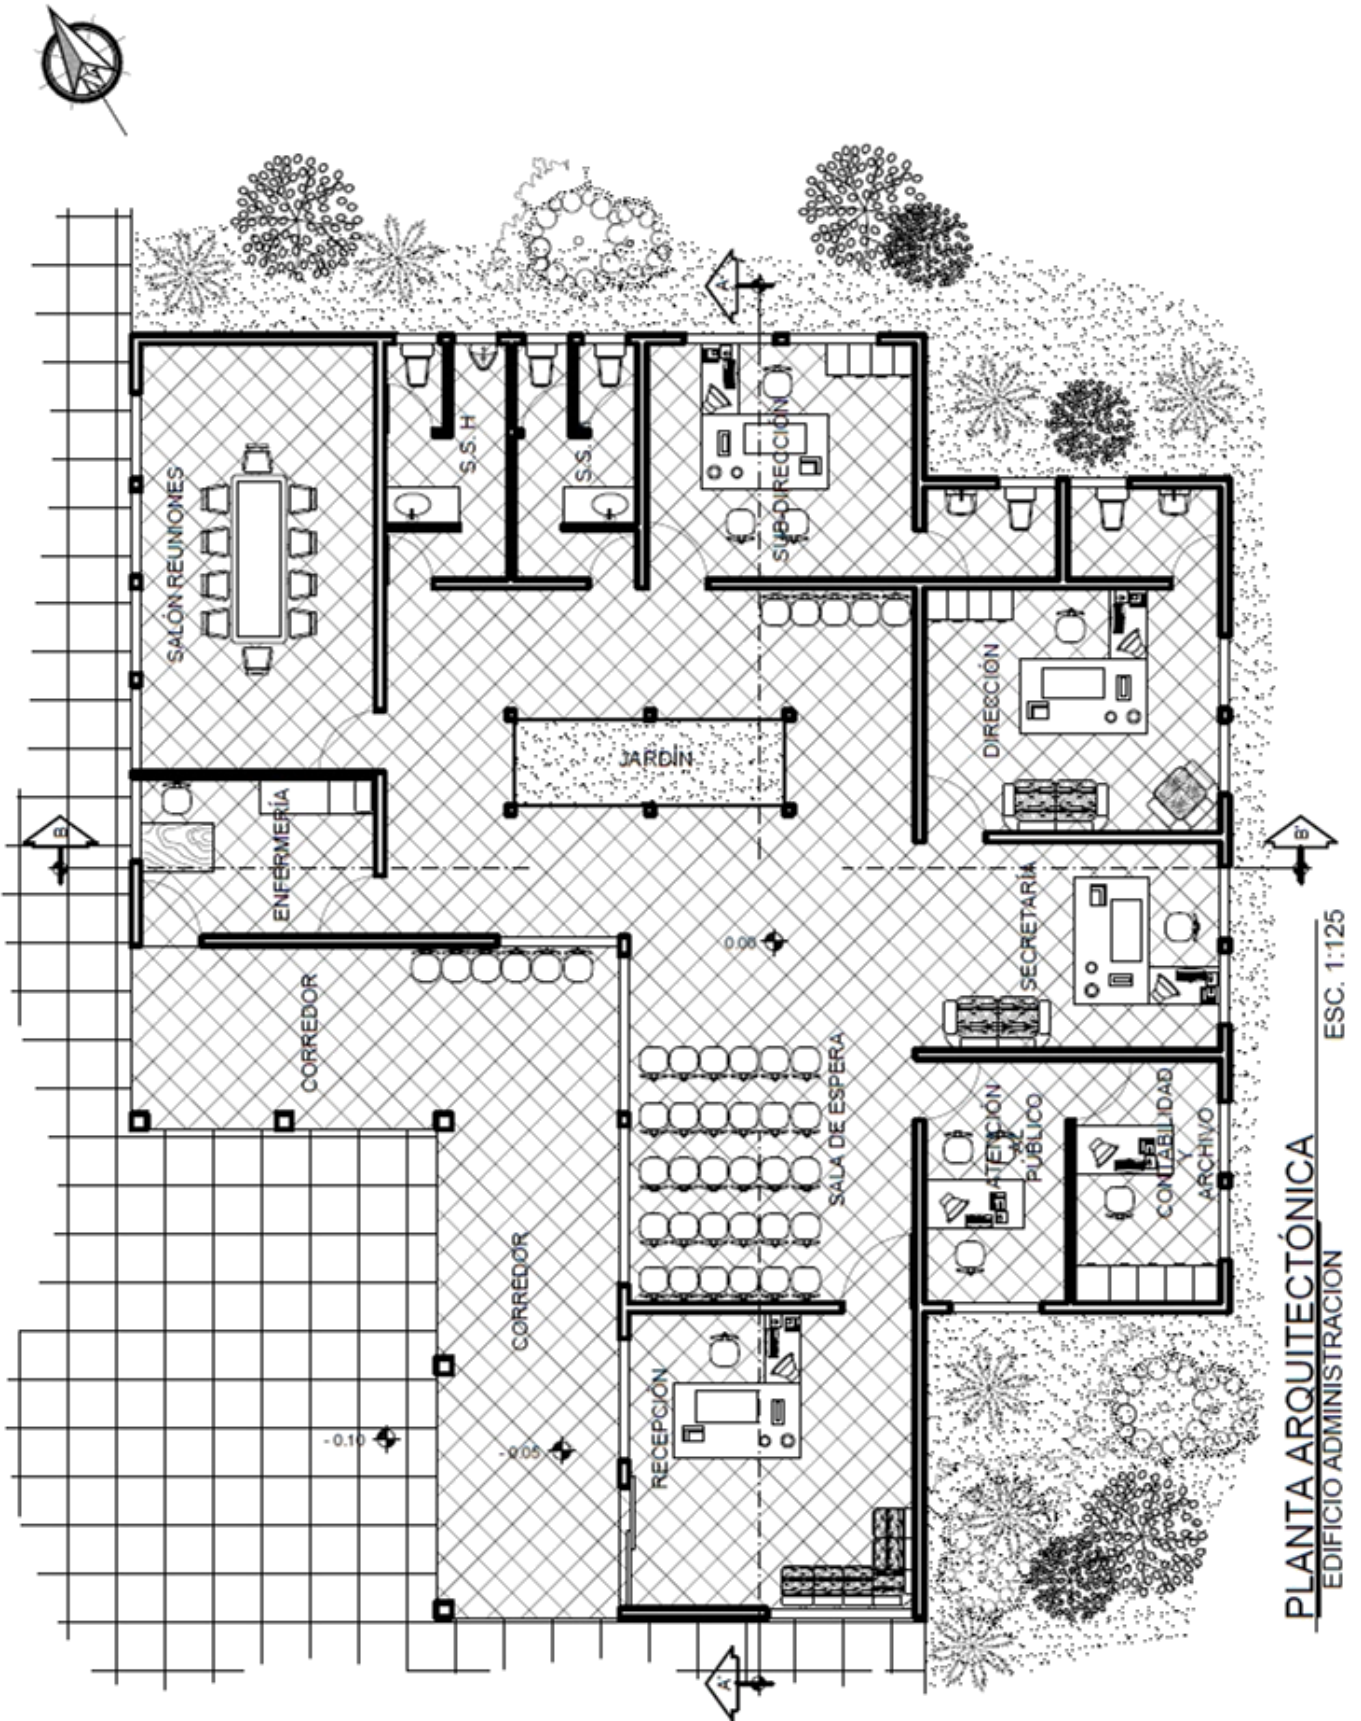 N
A'
SALÓN REUNIONES
S.S. H
S.S.
SUB-DIRECCIÓN
DIRECCIÓN
JARDÍN
B
ENFERMERÍA
B'
SECRETARÍA
0.00
CORREDOR
SALA DE ESPERA
ATENCIÓN
AL
PÚBLICO
CONTABILIDAD
Y
ARCHIVO
CORREDOR
RECEPCIÓN
- 0.10
- 0.05
A'
PLANTA ARQUITECTÓNICA
EDIFICIO ADMINISTRACION
ESC. 1:125